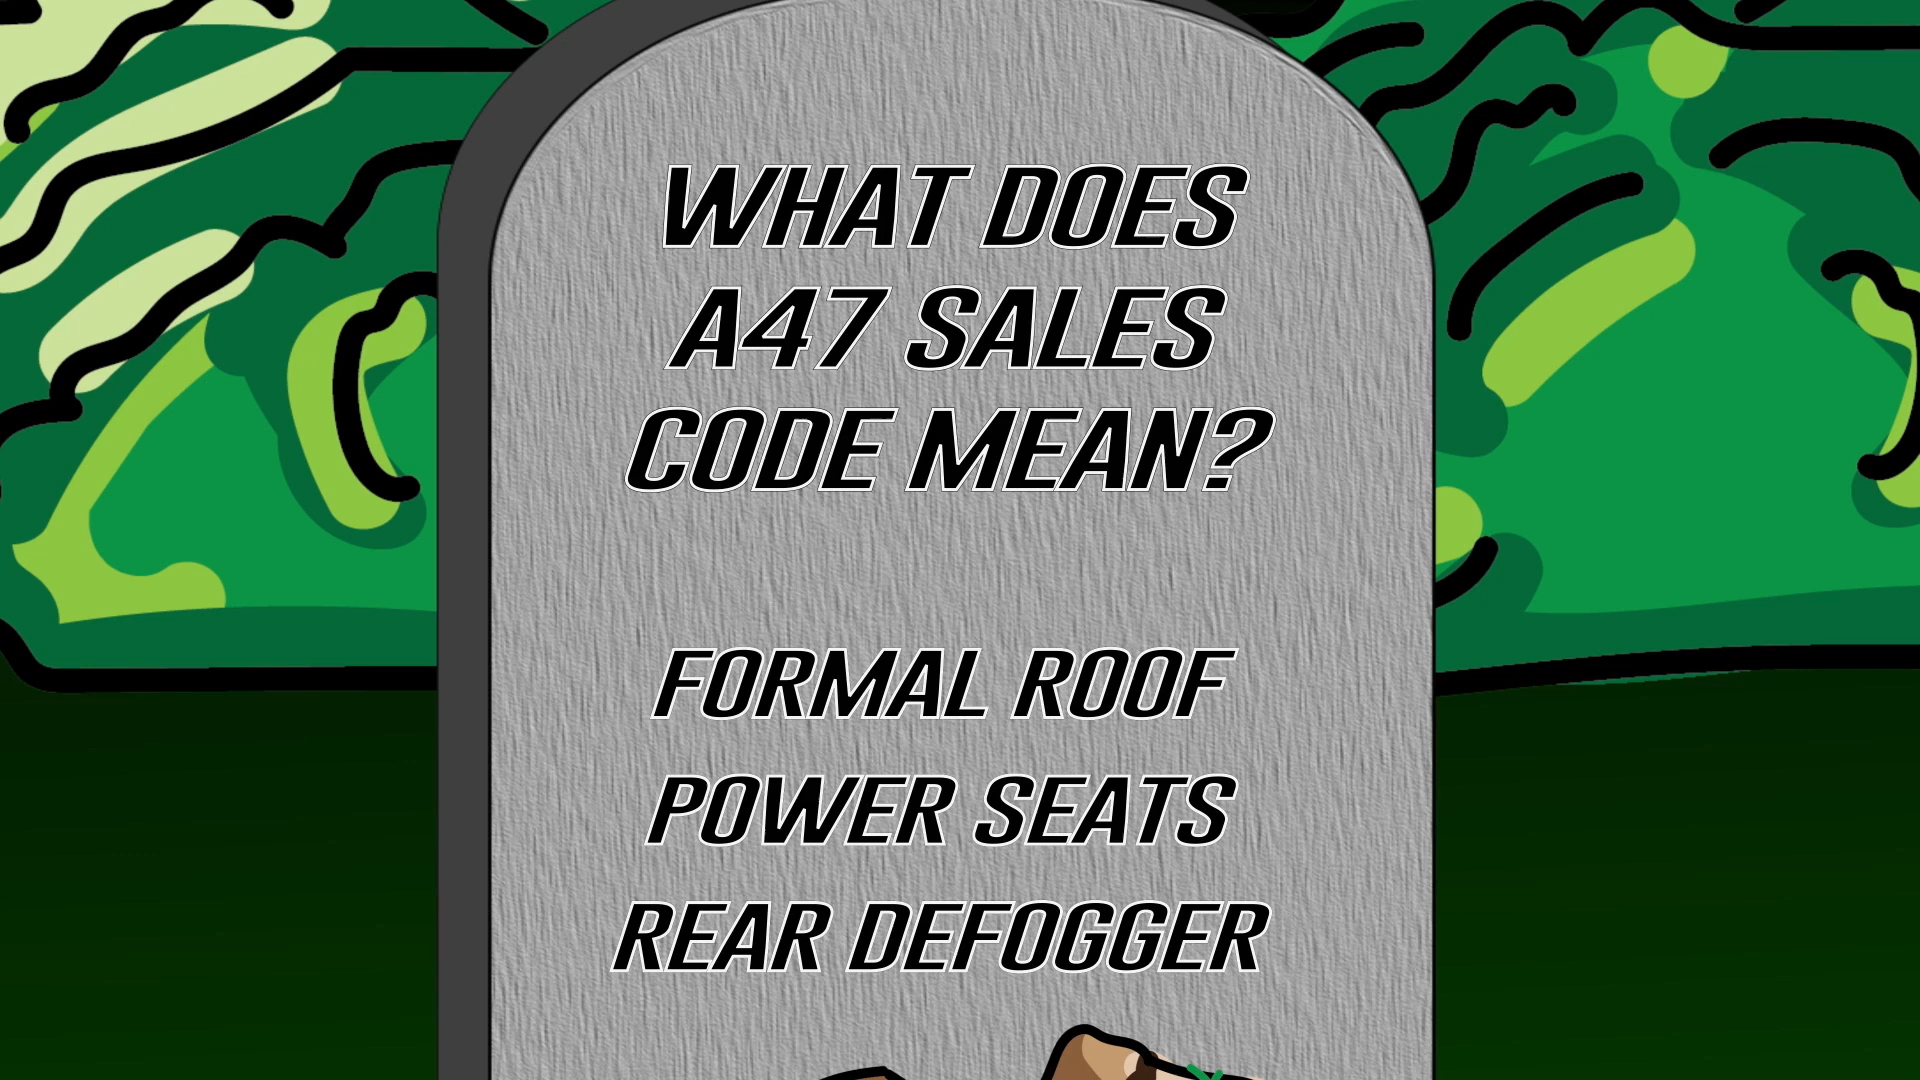 WHAT DOES
A47 SALES
CODE MEAN?
FORMAL ROOF
POWER SEATS
REAR DEFOGGER